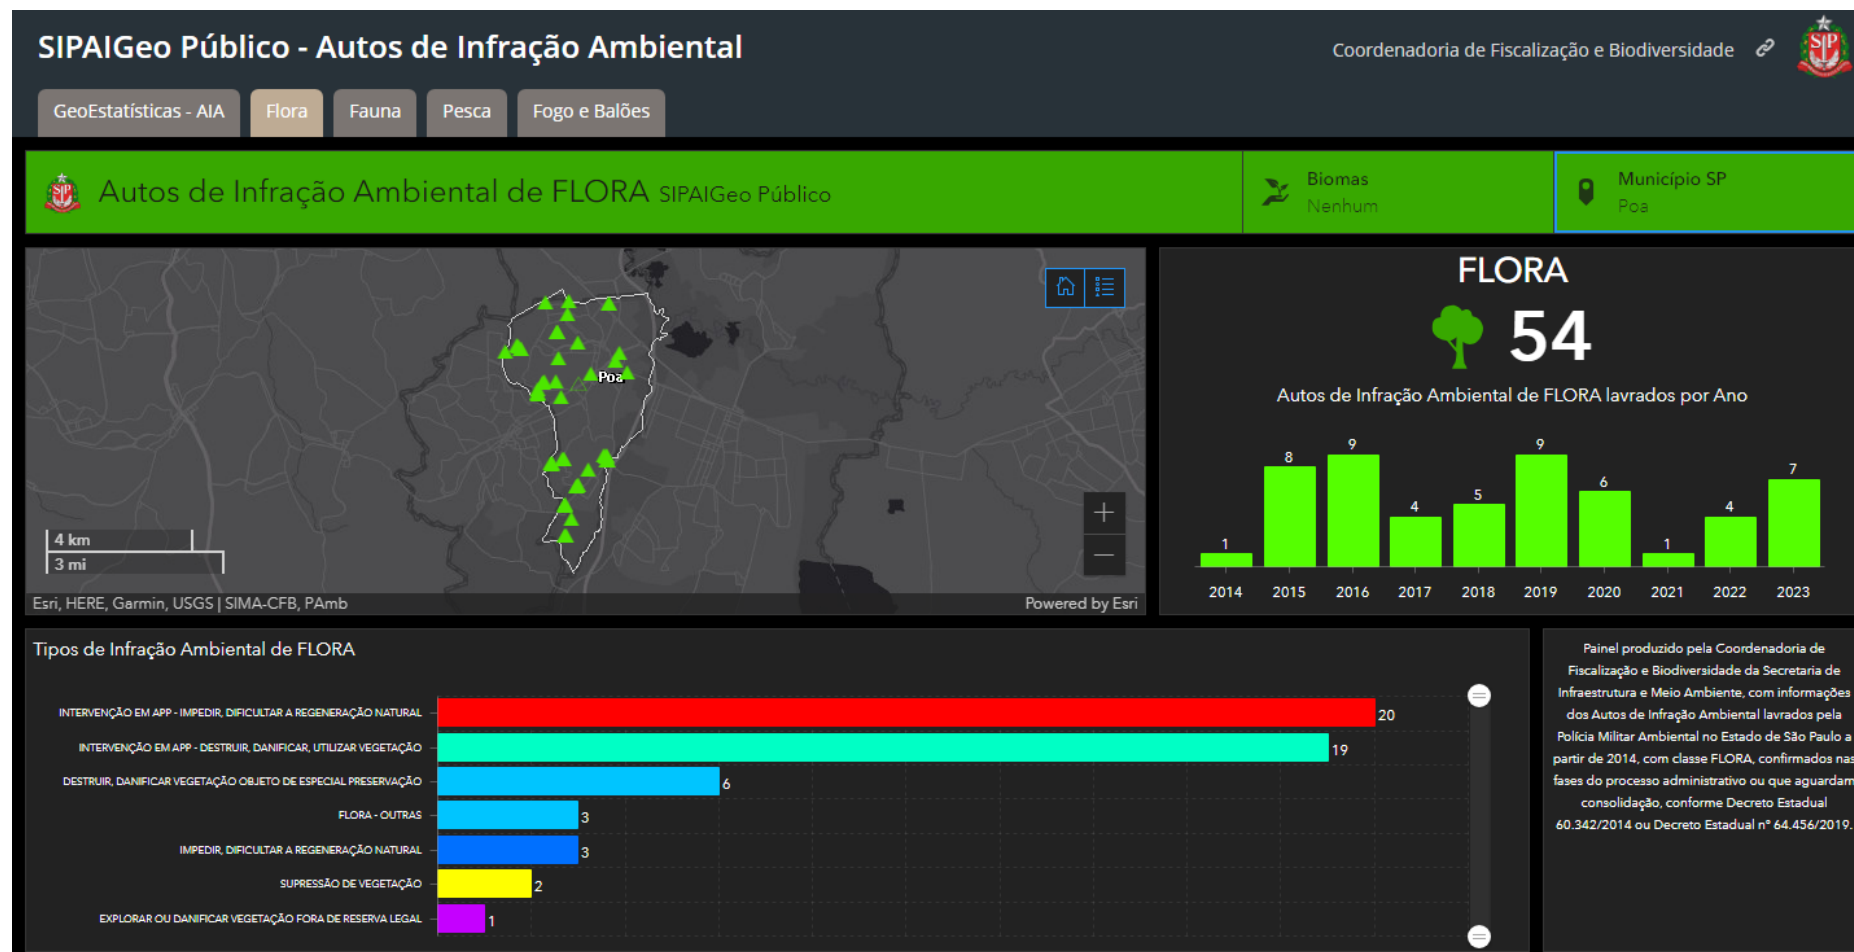 SIPAIGeo Público - Autos de Infração Ambiental
Coordenadoria de Fiscalização e Biodiversidade
SP
GeoEstatísticas - AIA
Flora
Fauna
Pesca
Fogo e Balões
SP
Autos de Infração Ambiental de FLORA SIPAIGeo Público
Biomas
Nenhum
Município SP
Poa
Poa
4 km
3 mi
Esri, HERE, Garmin, USGS | SIMA-CFB, PAmb
Powered by Esri
FLORA
54
Autos de Infração Ambiental de FLORA lavrados por Ano
1 8 9 4 5 9 6 1 4 7
2014 2015 2016 2017 2018 2019 2020 2021 2022 2023
Tipos de Infração Ambiental de FLORA
INTERVENÇÃO EM APP - IMPEDIR, DIFICULTAR A REGENERAÇÃO NATURAL 20
INTERVENÇÃO EM APP - DESTRUIR, DANIFICAR, UTILIZAR VEGETAÇÃO 19
DESTRUIR, DANIFICAR VEGETAÇÃO OBJETO DE ESPECIAL PRESERVAÇÃO 6
FLORA - OUTRAS 3
IMPEDIR, DIFICULTAR A REGENERAÇÃO NATURAL 3
SUPRESSÃO DE VEGETAÇÃO 2
EXPLORAR OU DANIFICAR VEGETAÇÃO FORA DE RESERVA LEGAL 1
Painel produzido pela Coordenadoria de
Fiscalização e Biodiversidade da Secretaria de
Infraestrutura e Meio Ambiente, com informações
dos Autos de Infração Ambiental lavrados pela
Polícia Militar Ambiental no Estado de São Paulo a
partir de 2014, com classe FLORA, confirmados nas
fases do processo administrativo ou que aguardam
consolidação, conforme Decreto Estadual
60.342/2014 ou Decreto Estadual nº 64.456/2019.